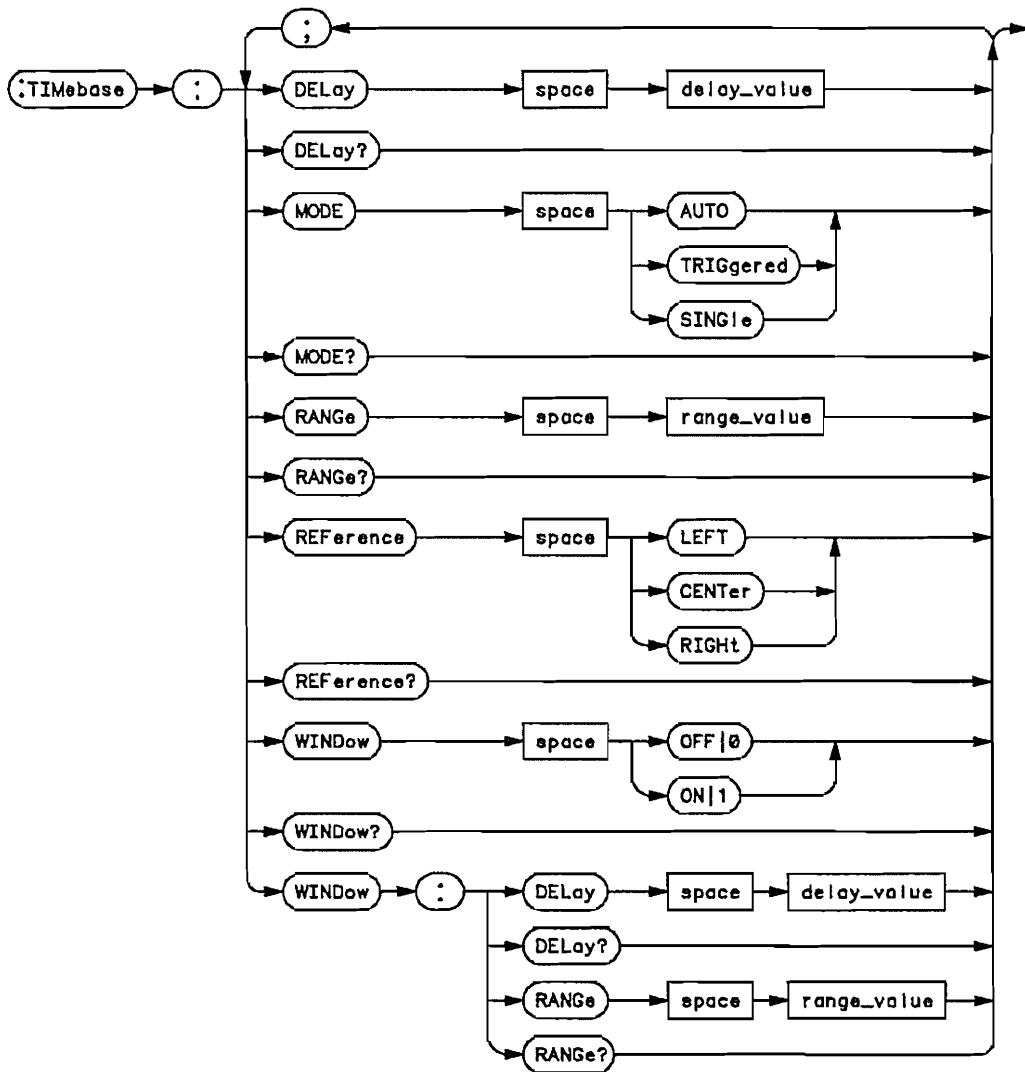 ;
:TIMebase : DELay space delay_value
DELay?
MODE space AUTO
TRIGgered
SINGle
MODE?
RANGe space range_value
RANGe?
REFerence space LEFT
CENTer
RIGHt
REFerence?
WINDow space OFF|0
ON|1
WINDow?
WINDow : DELay space delay_value
DELay?
RANGe space range_value
RANGe?